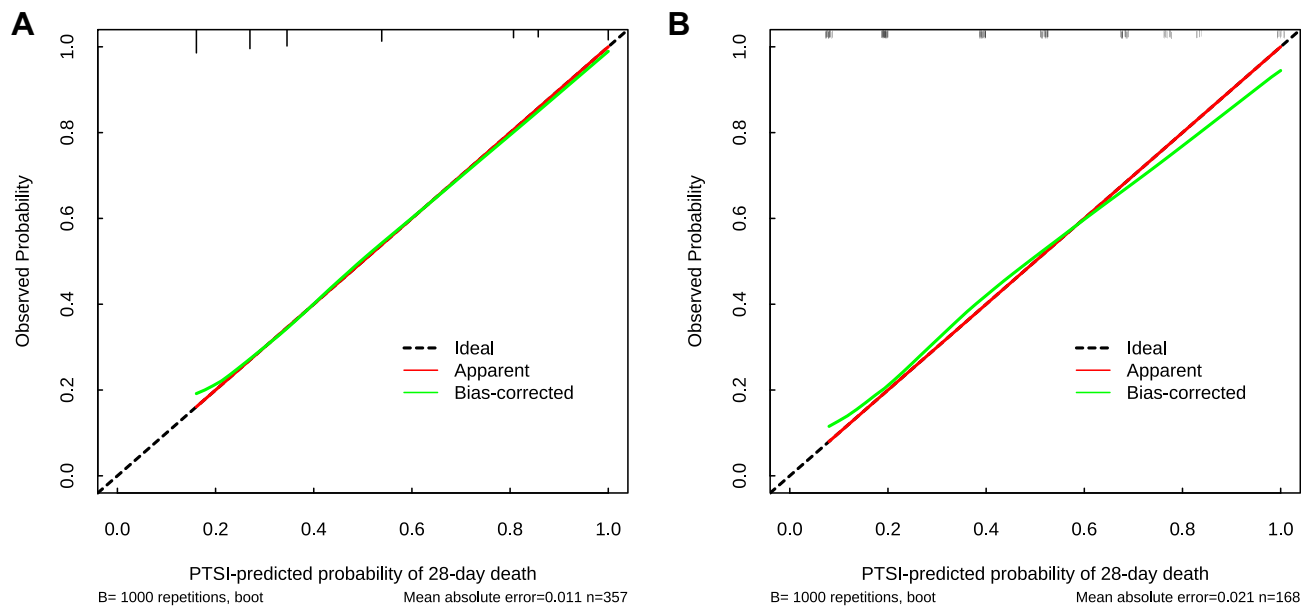 A
Observed Probability
1.0
0.8
0.6
0.4
0.2
0.0
Ideal
Apparent
Bias-corrected
0.0 0.2 0.4 0.6 0.8 1.0
PTSI-predicted probability of 28-day death
B= 1000 repetitions, boot Mean absolute error=0.011 n=357
B
Observed Probability
1.0
0.8
0.6
0.4
0.2
0.0
Ideal
Apparent
Bias-corrected
0.0 0.2 0.4 0.6 0.8 1.0
PTSI-predicted probability of 28-day death
B= 1000 repetitions, boot Mean absolute error=0.021 n=168